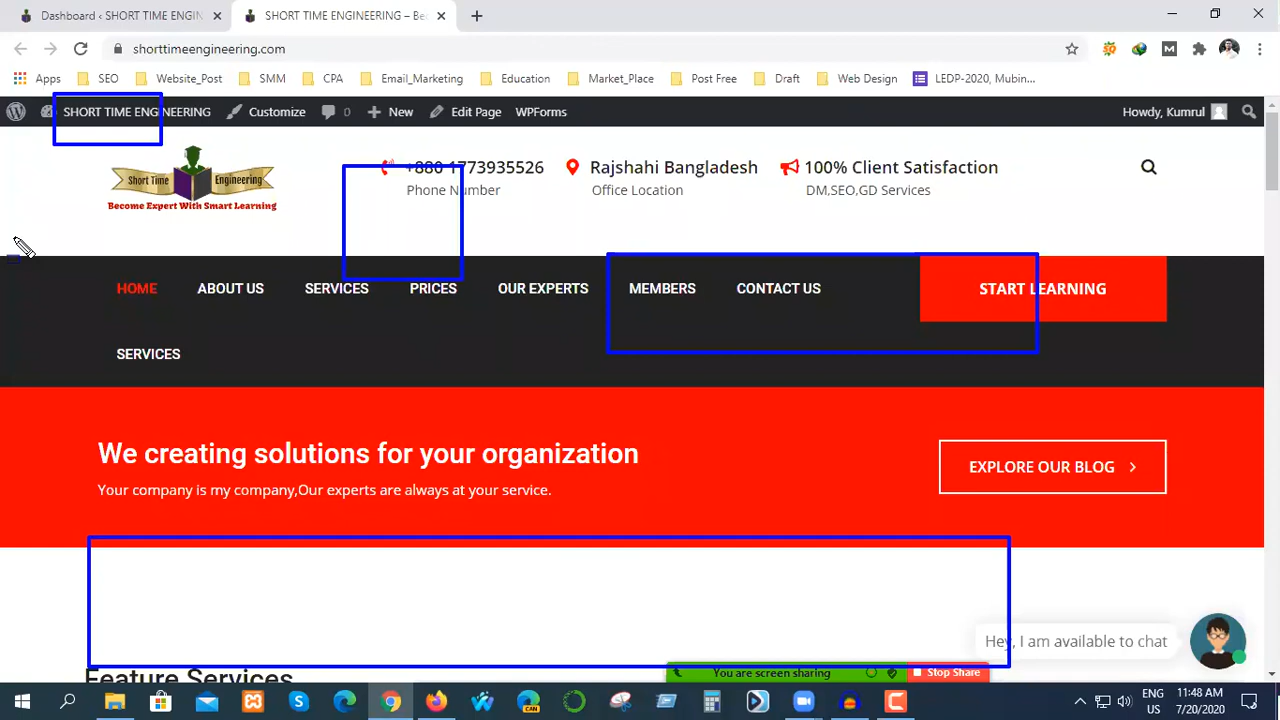 Dashboard ‹ SHORT TIME ENGIN
SHORT TIME ENGINEERING – Be
shorttimeengineering.com
Apps
SEO
Website_Post
SMM
CPA
Email_Marketing
Education
Market_Place
Post Free
Draft
Web Design
LEDP-2020, Mubin...
SHORT TIME ENGINEERING
Customize
0
New
Edit Page
WPForms
Howdy, Kumrul
Short Time Engineering
Become Expert With Smart Learning
+880 1773935526
Phone Number
Rajshahi Bangladesh
Office Location
100% Client Satisfaction
DM,SEO,GD Services
HOME
ABOUT US
SERVICES
PRICES
OUR EXPERTS
MEMBERS
CONTACT US
START LEARNING
SERVICES
We creating solutions for your organization
Your company is my company,Our experts are always at your service.
EXPLORE OUR BLOG
Hey, I am available to chat
Feature Services
You are screen sharing
Stop Share
CAN
ENG
US
11:48 AM
7/20/2020